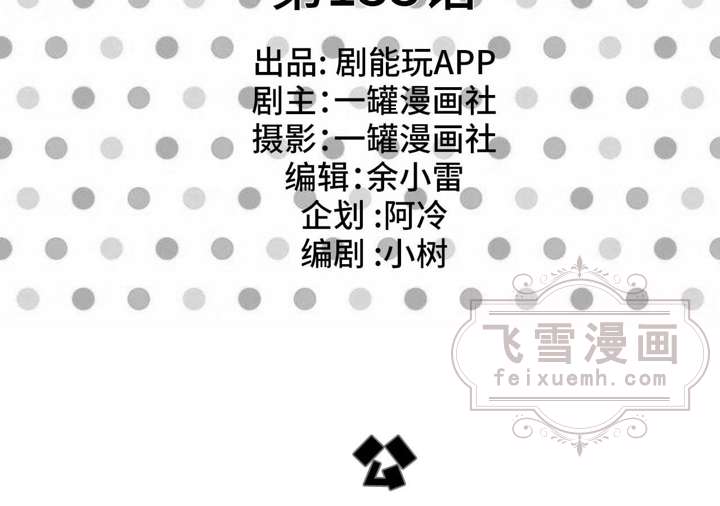 出品: 剧能玩APP
剧主:一罐漫画社
摄影:一罐漫画社
编辑:余小雷
企划 :阿冷
编剧 :小树
飞雪漫画
feixuemh.com
公